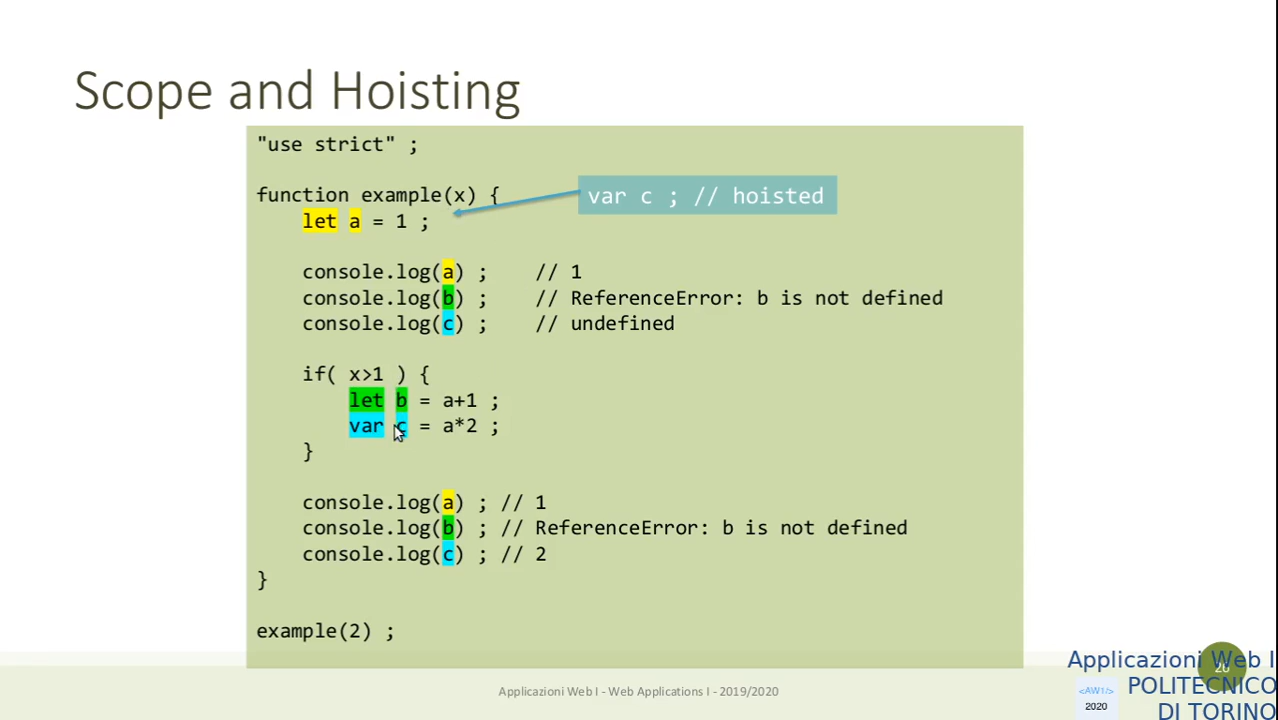 Scope and Hoisting
"use strict" ;
function example(x) {
var c ; // hoisted
let a = 1 ;
console.log(a) ; // 1
console.log(b) ; // ReferenceError: b is not defined
console.log(c) ; // undefined
if( x>1 ) {
let b = a+1 ;
var c = a*2 ;
}
console.log(a) ; // 1
console.log(b) ; // ReferenceError: b is not defined
console.log(c) ; // 2
}
example(2) ;
Applicazioni Web I - Web Applications I - 2019/2020
Applicazioni Web I
POLITECNICO
DI TORINO
<AW1/>
2020